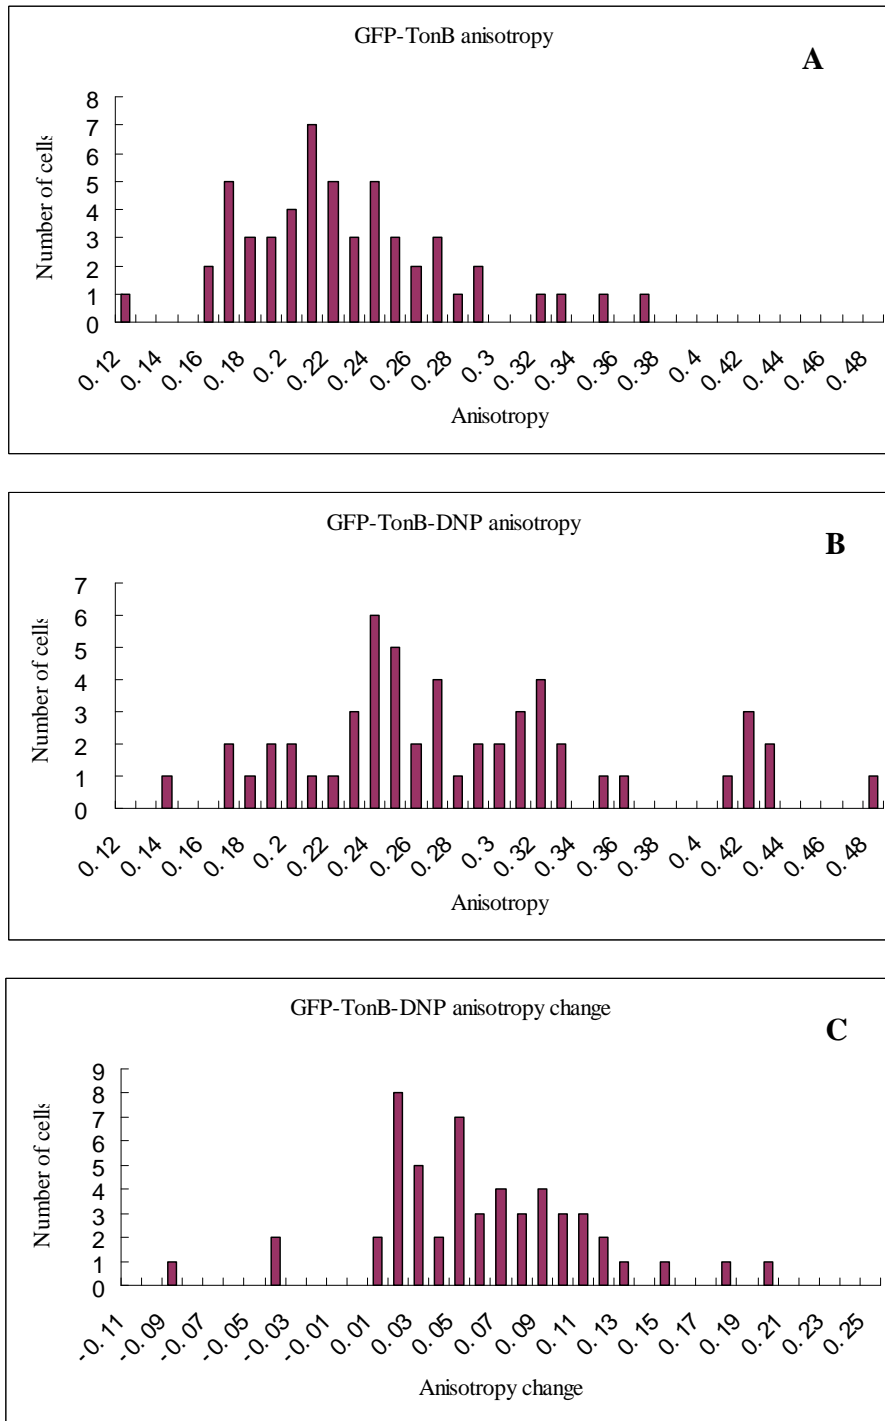 GFP-TonB anisotropy
A
8
7
6
5
4
3
2
1
0
Number of cells
0.12 0.14 0.16 0.18 0.2 0.22 0.24 0.26 0.28 0.3 0.32 0.34 0.36 0.38 0.4 0.42 0.44 0.46 0.48
Anisotropy
GFP-TonB-DNP anisotropy
B
7
6
5
4
3
2
1
0
Number of cells
0.12 0.14 0.16 0.18 0.2 0.22 0.24 0.26 0.28 0.3 0.32 0.34 0.36 0.38 0.4 0.42 0.44 0.46 0.48
Anisotropy
GFP-TonB-DNP anisotropy change
C
9
8
7
6
5
4
3
2
1
0
Number of cells
-0.11 -0.09 -0.07 -0.05 -0.03 -0.01 0.01 0.03 0.05 0.07 0.09 0.11 0.13 0.15 0.17 0.19 0.21 0.23 0.25
Anisotropy change